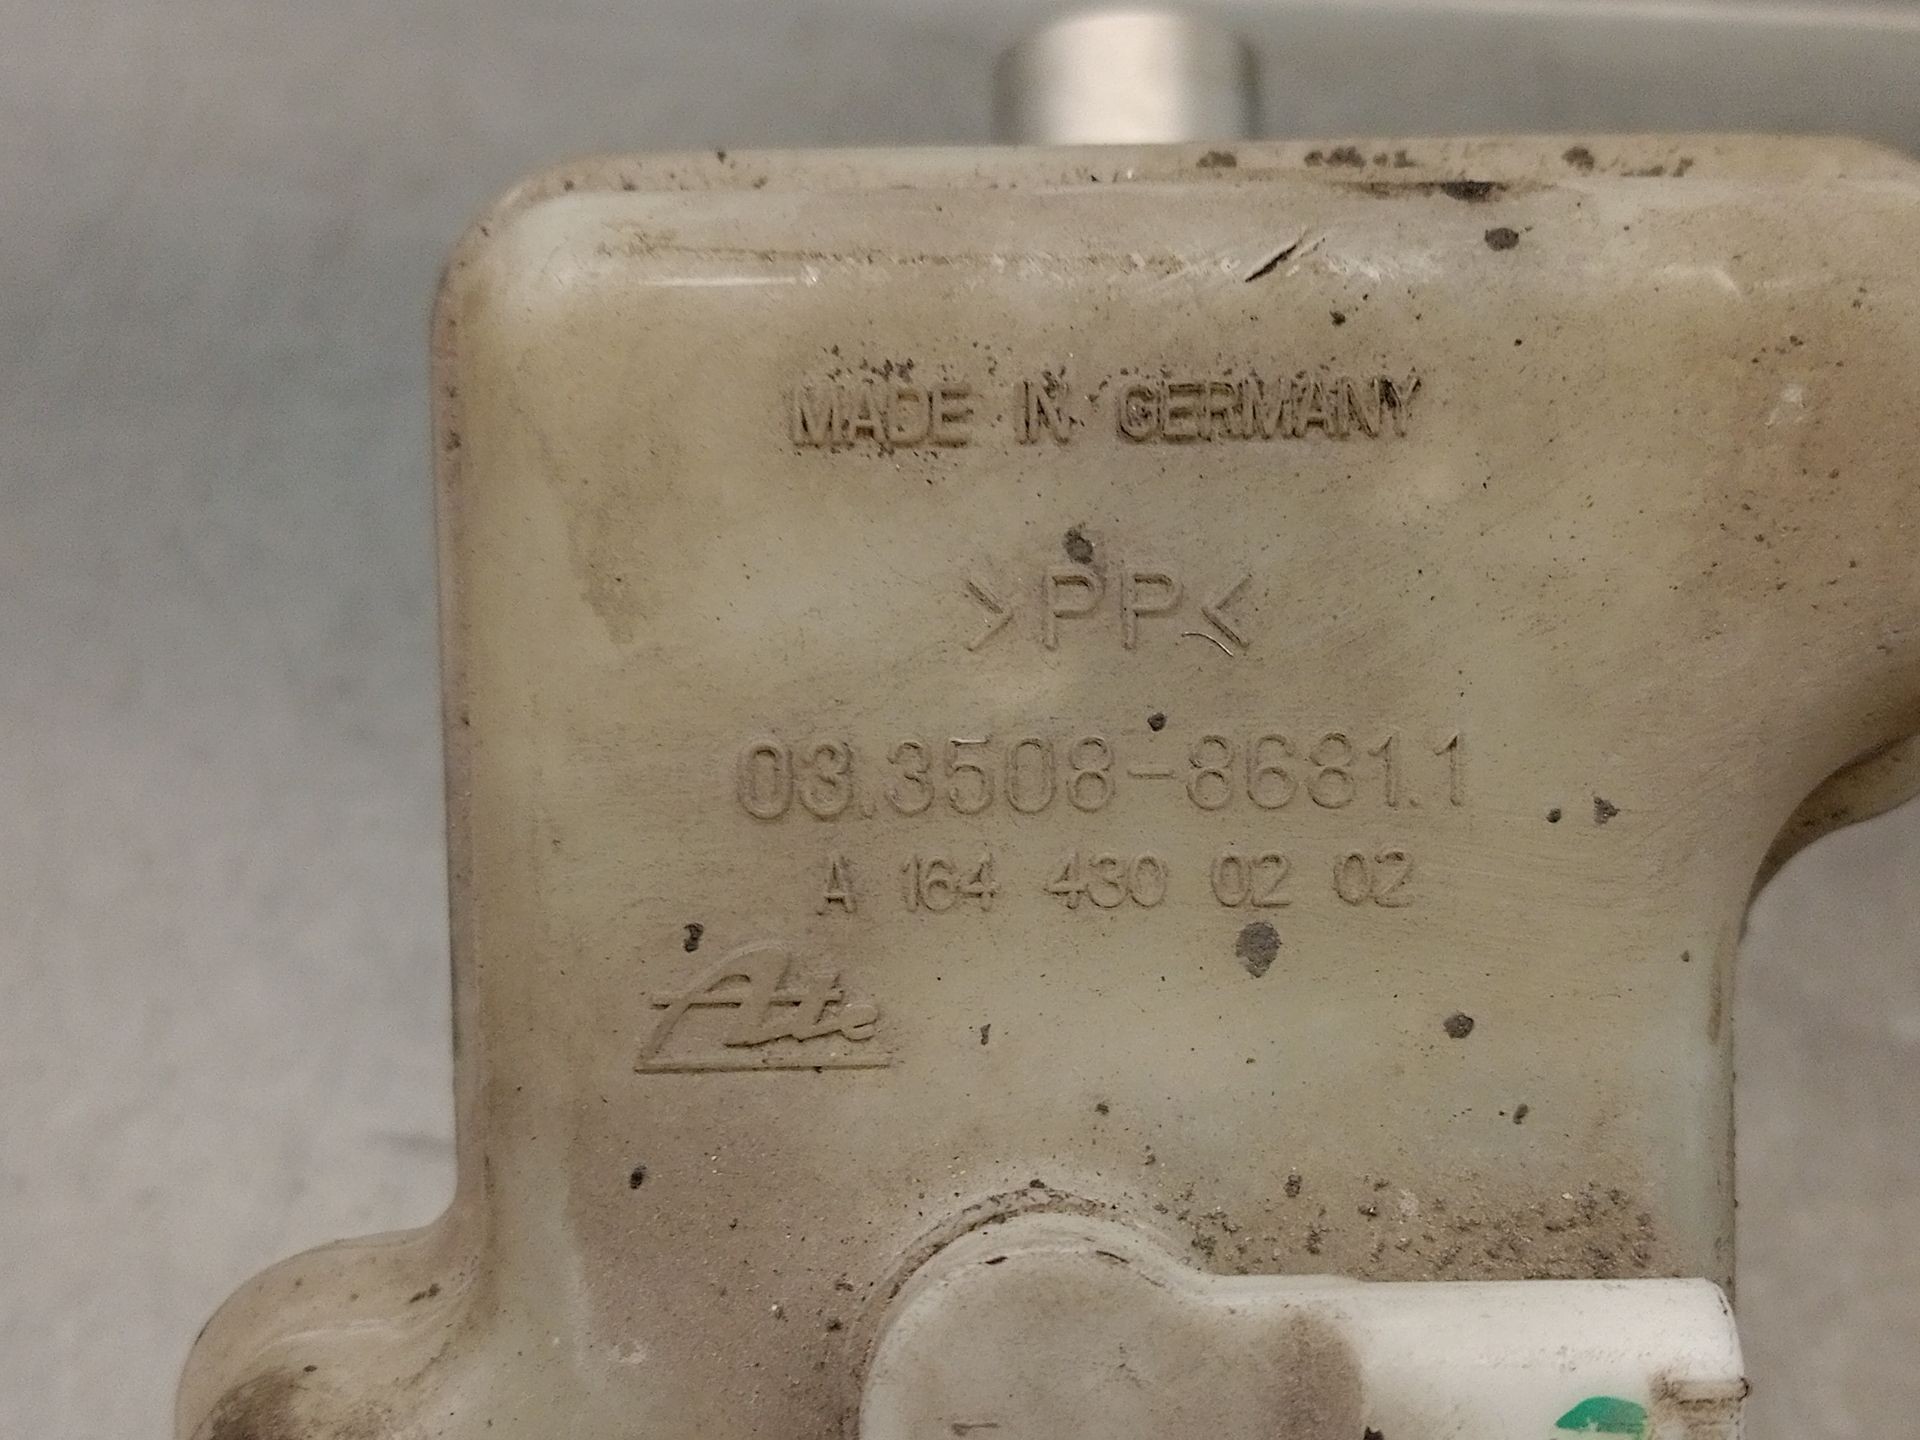 MADE IN GERMANY
>PP<
03.3508-8681.1
A 164 430 02 02
Ate